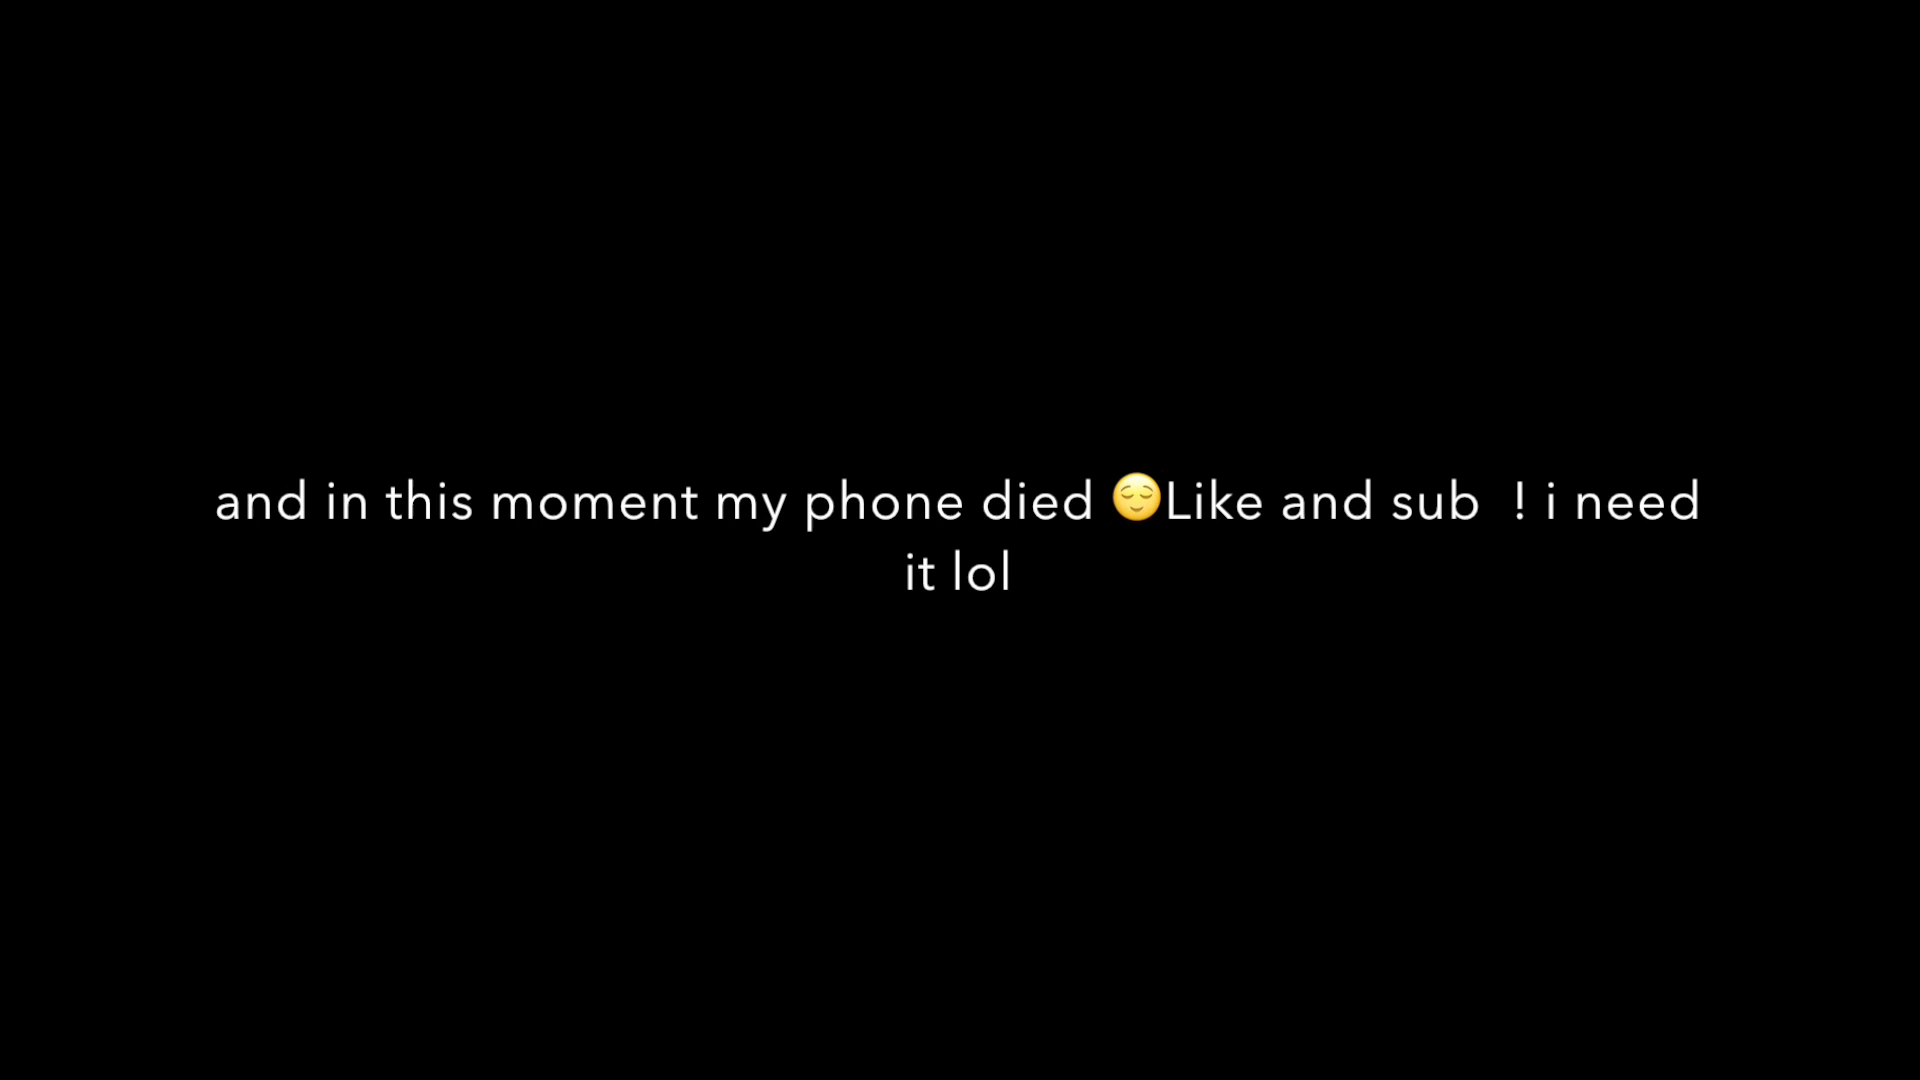 and in this moment my phone died 😌Like and sub  ! i need
it lol